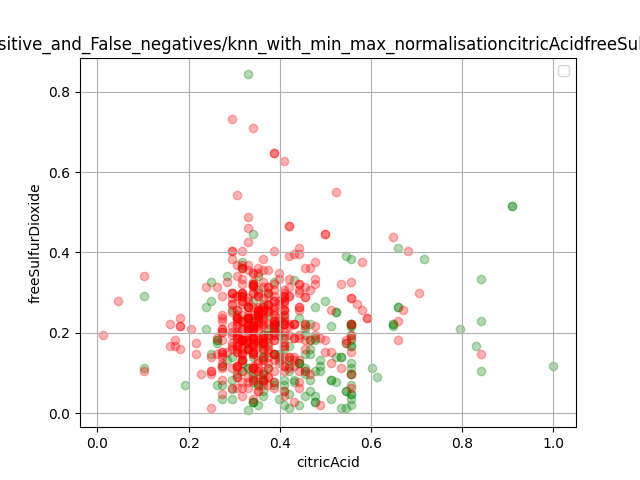 sitive_and_False_negatives/knn_with_min_max_normalisationcitricAcidfreeSul
0.8
0.6
0.4
0.2
0.0
freeSulfurDioxide
0.0 0.2 0.4 0.6 0.8 1.0
citricAcid